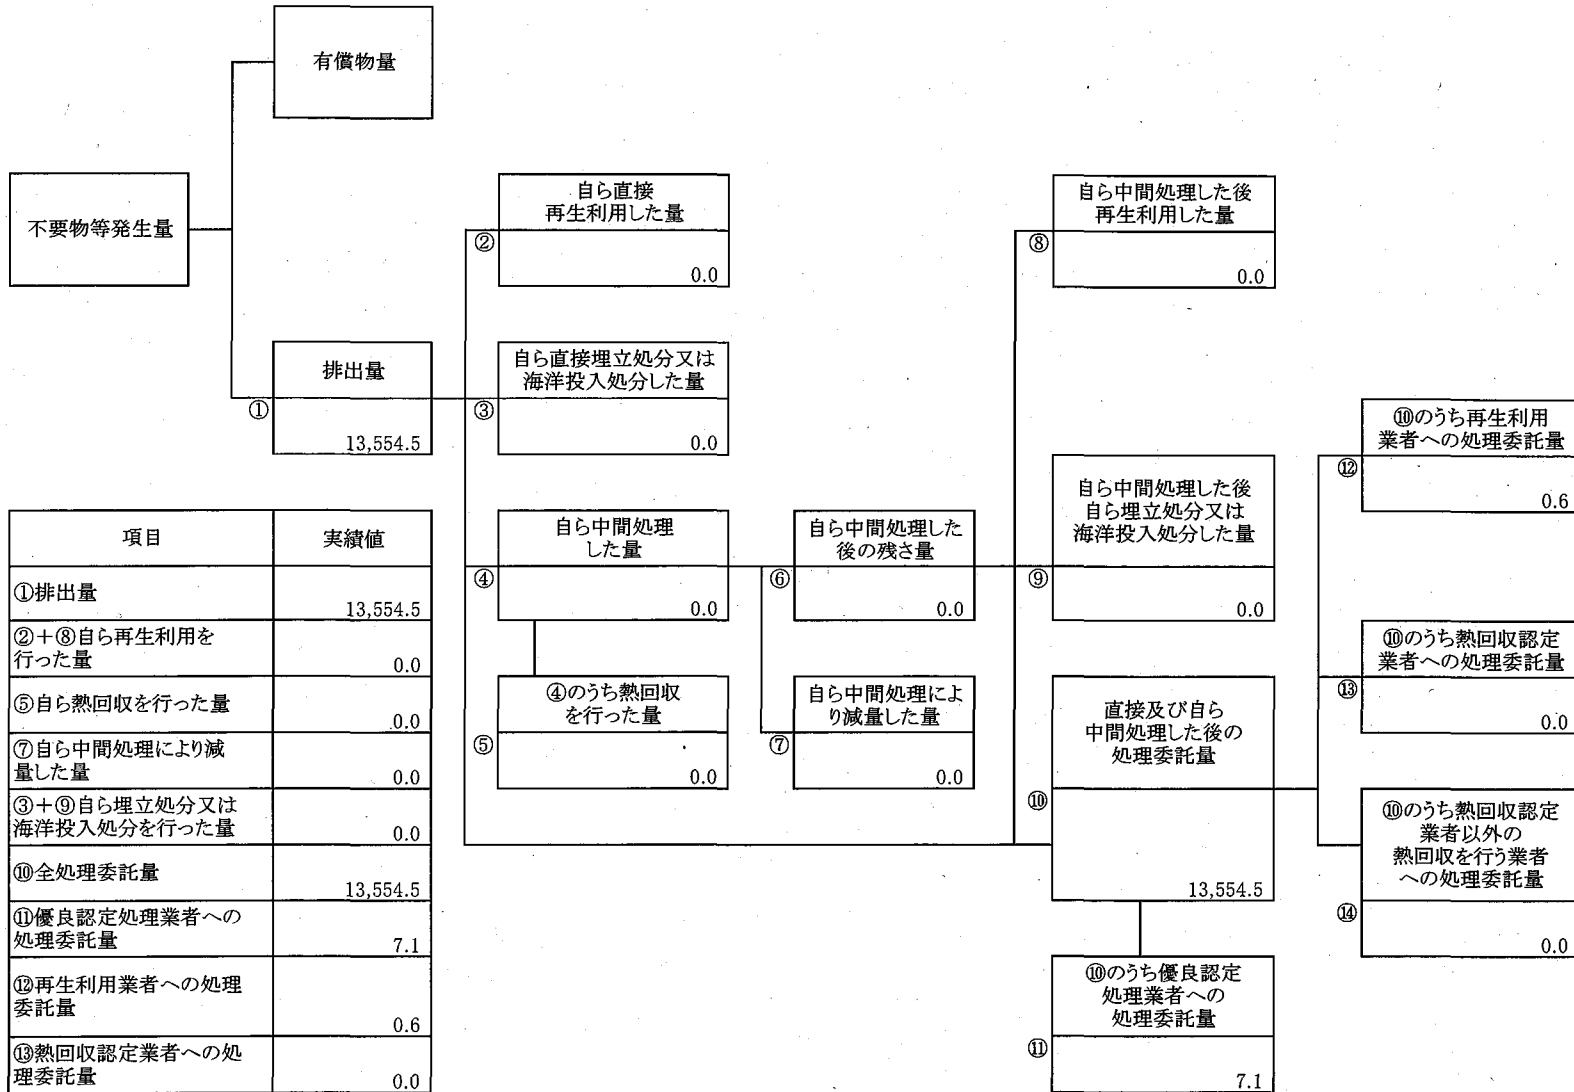 有償物量
不要物等発生量
自ら直接
再生利用した量
②
0.0
自ら中間処理した後
再生利用した量
⑧
0.0
排出量
①
13,554.5
自ら直接埋立処分又は
海洋投入処分した量
③
0.0
⑩のうち再生利用
業者への処理委託量
⑫
0.6
自ら中間処理
した量
④
0.0
自ら中間処理した
後の残さ量
⑥
0.0
自ら中間処理した後
自ら埋立処分又は
海洋投入処分した量
⑨
0.0
⑩のうち熱回収認定
業者への処理委託量
⑬
0.0
④のうち熱回収
を行った量
⑤
0.0
自ら中間処理によ
り減量した量
⑦
0.0
直接及び自ら
中間処理した後の
処理委託量
⑩
13,554.5
⑩のうち熱回収認定
業者以外の
熱回収を行う業者
への処理委託量
⑭
0.0
⑩のうち優良認定
処理業者への
処理委託量
⑪
7.1
項目 実績値
①排出量 13,554.5
②＋⑧自ら再生利用を
行った量 0.0
⑤自ら熱回収を行った量 0.0
⑦自ら中間処理により減
量した量 0.0
③＋⑨自ら埋立処分又は
海洋投入処分を行った量 0.0
⑩全処理委託量 13,554.5
⑪優良認定処理業者への
処理委託量 7.1
⑫再生利用業者への処理
委託量 0.6
⑬熱回収認定業者への処
理委託量 0.0